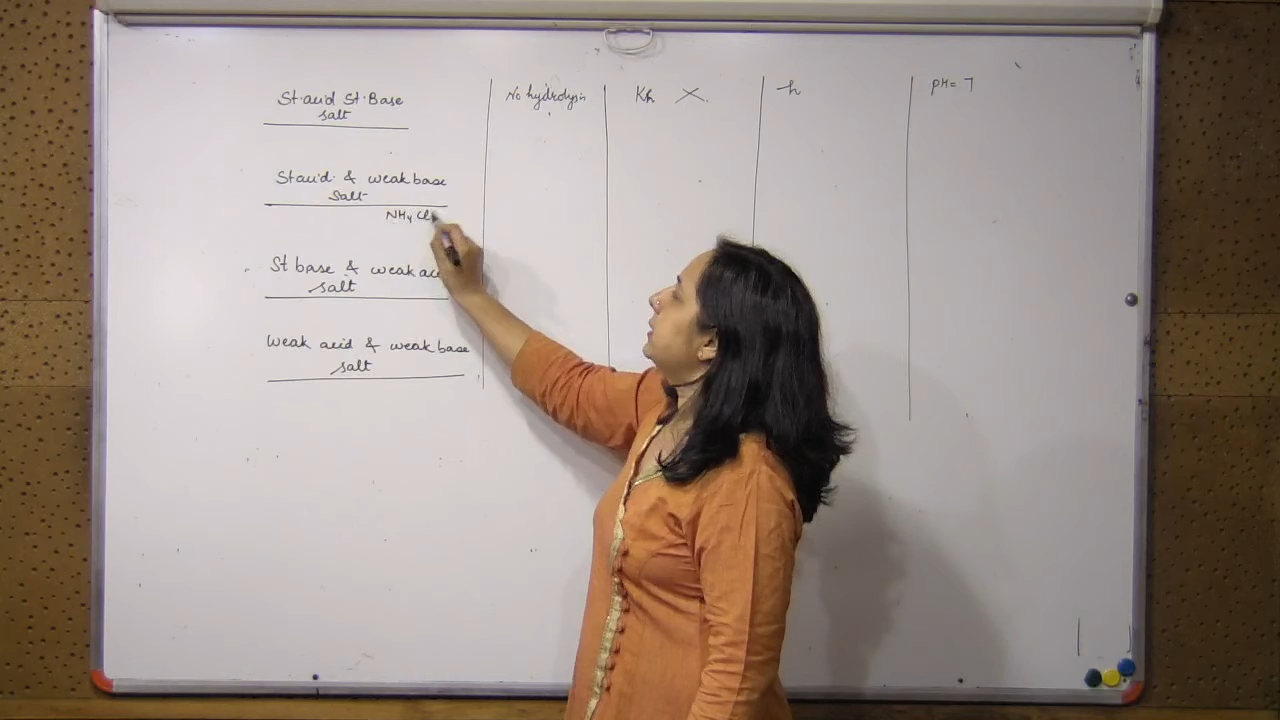 St. acid St. Base
salt
No hydrolysis
Kh ×
h
pH = 7
St acid & weak base
salt
NH4 Cl
St base & weak
salt
Weak acid & weak base
salt